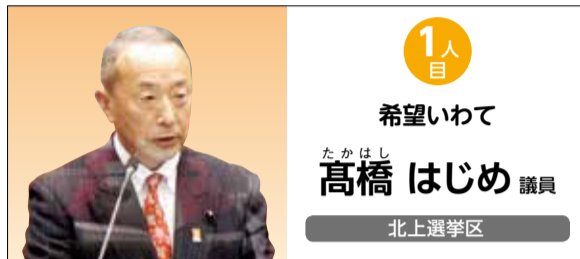 1人目
希望いわて
たかはし
髙橋 はじめ 議員
北上選挙区